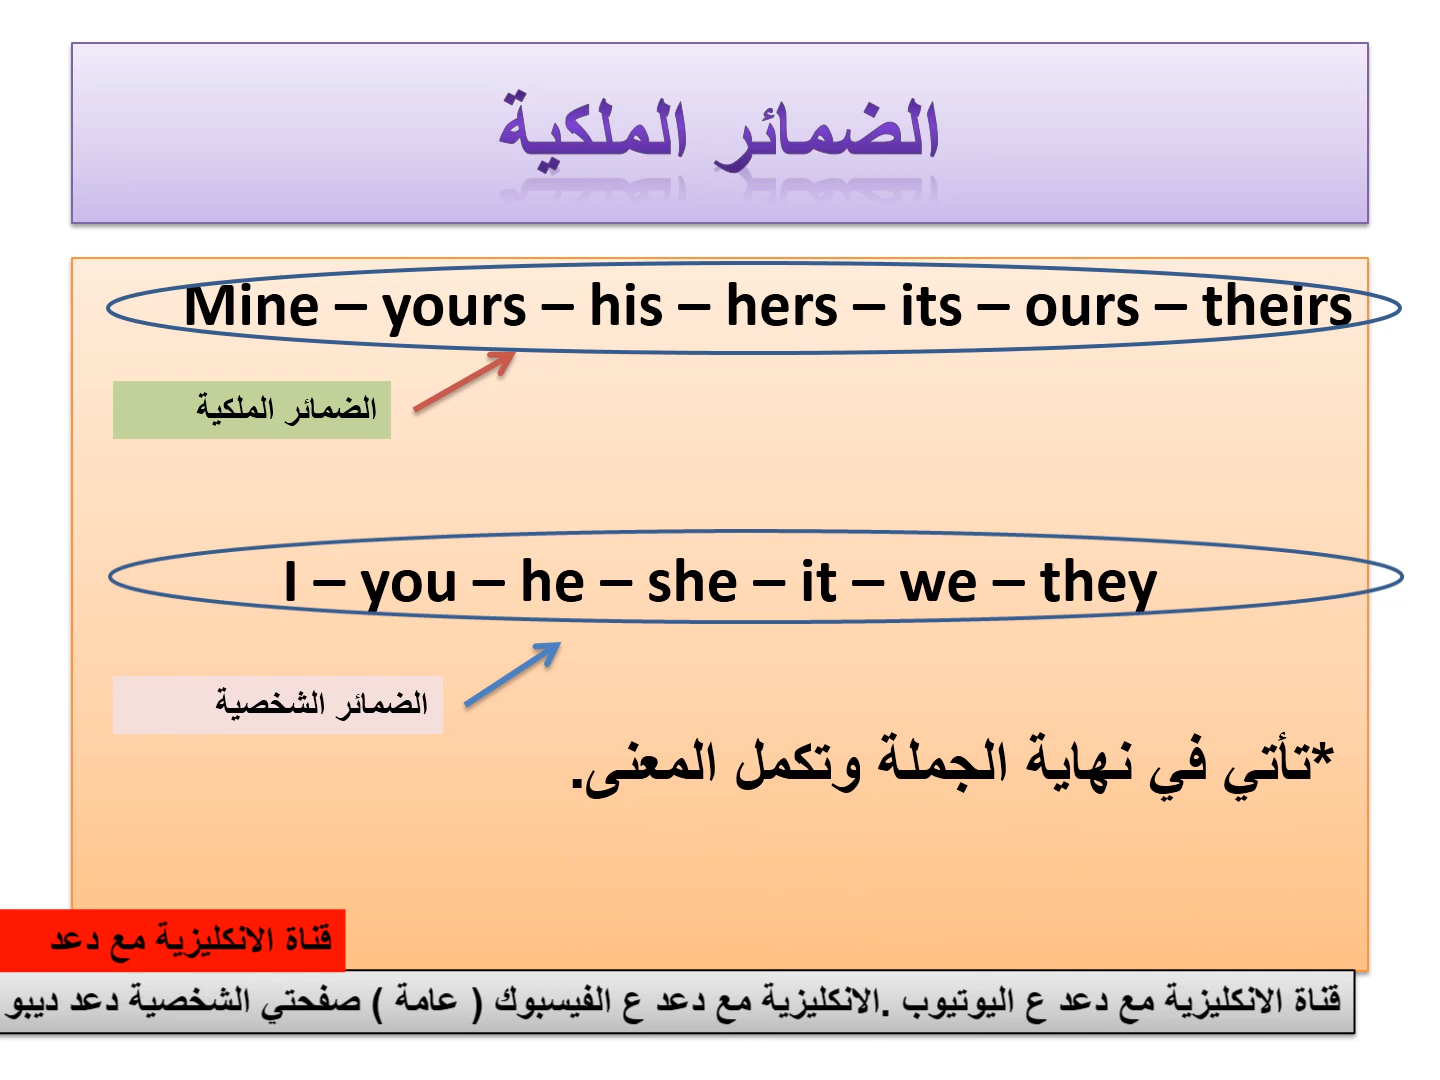 الضمائر الملكية
Mine – yours – his – hers – its – ours – theirs
الضمائر الملكية
I – you – he – she – it – we – they
الضمائر الشخصية
*تأتي في نهاية الجملة وتكمل المعنى.
قناة الانكليزية مع دعد
قناة الانكليزية مع دعد ع اليوتيوب .الانكليزية مع دعد ع الفيسبوك ( عامة ) صفحتي الشخصية دعد ديبو